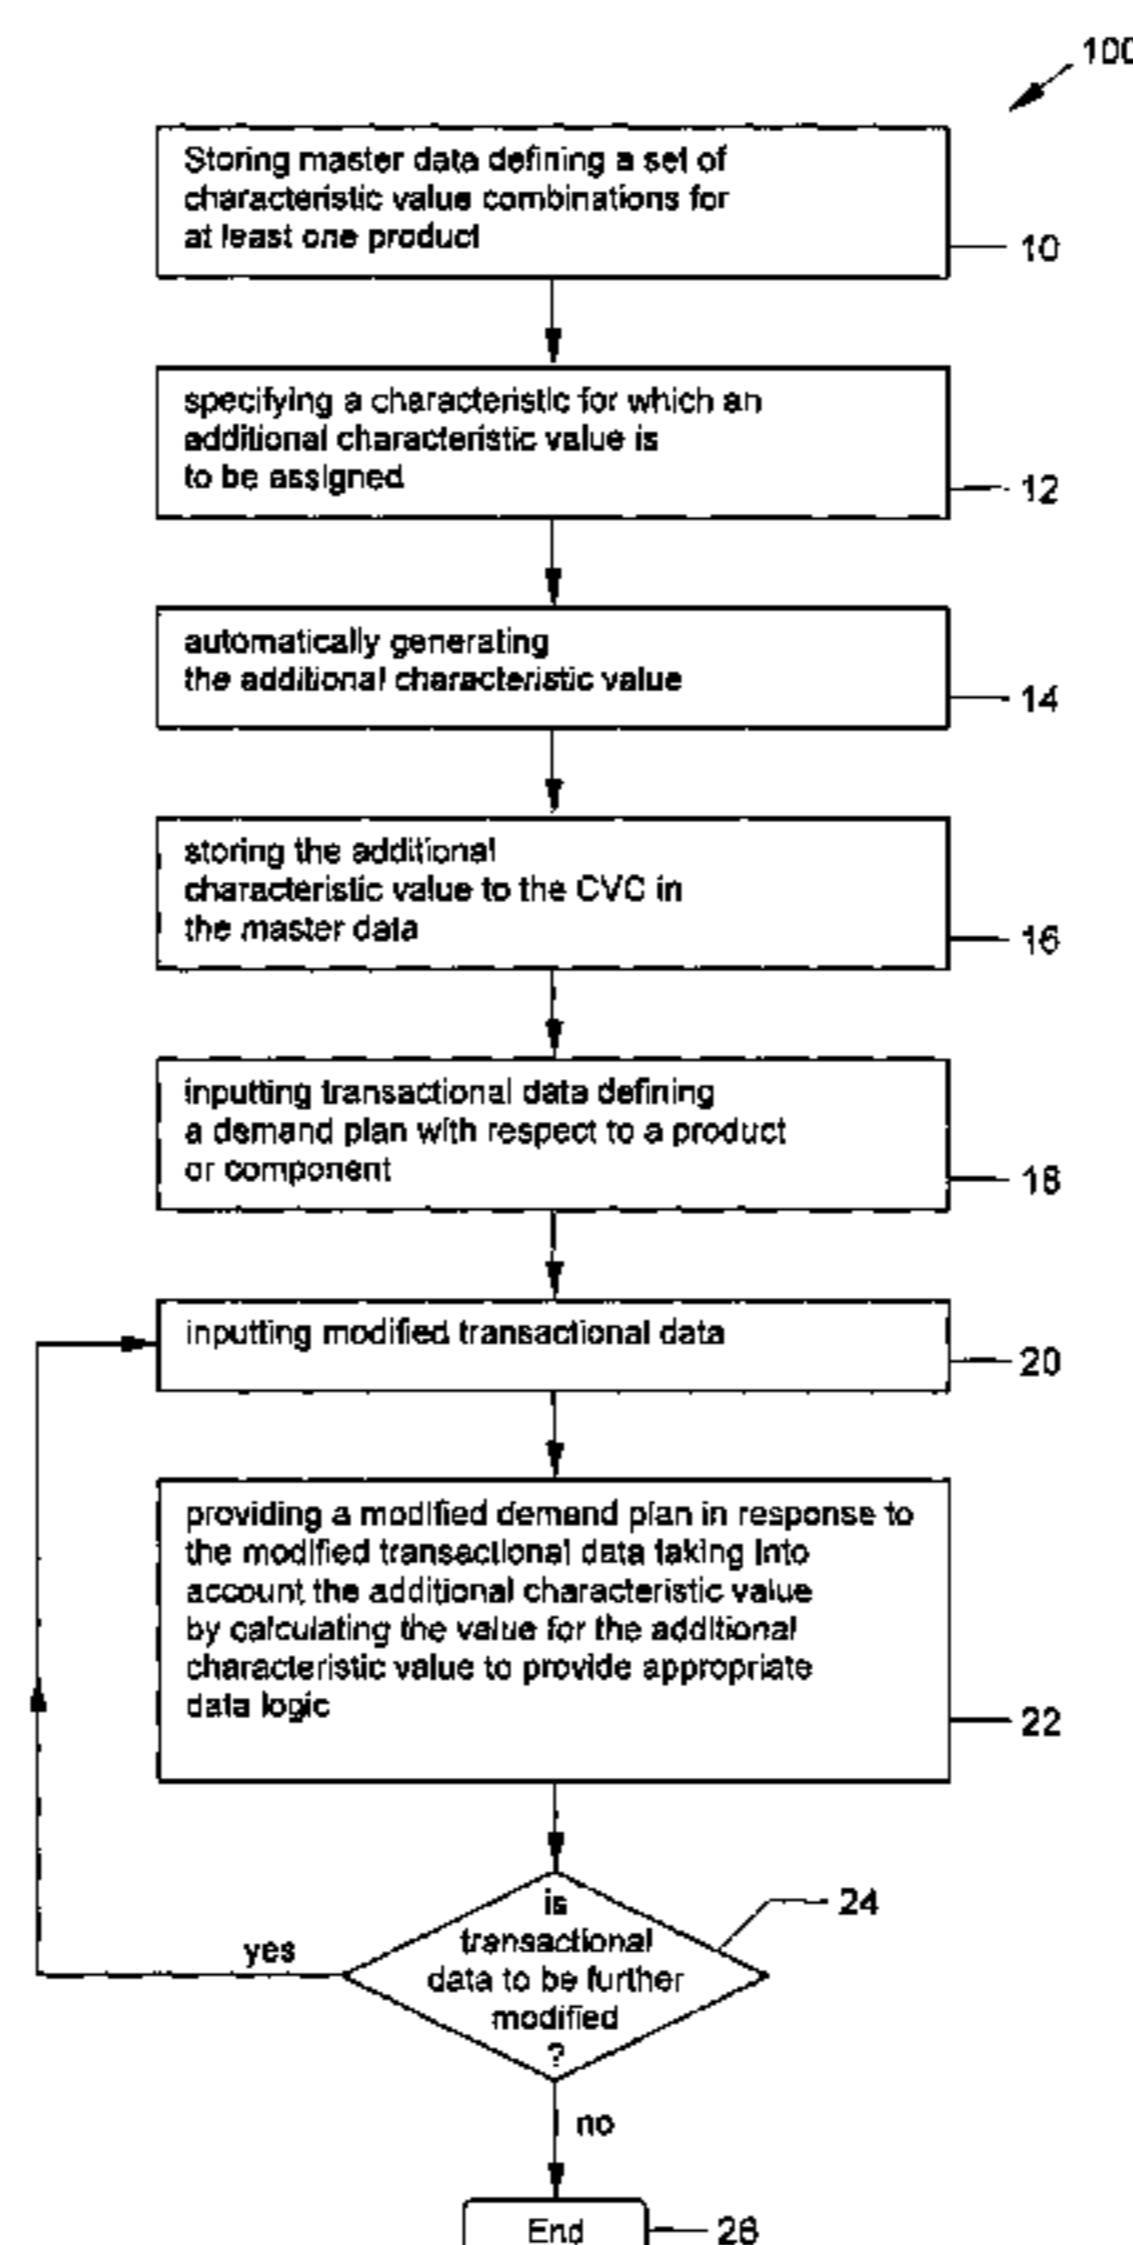 100
Storing master data defining a set of
characteristic value combinations for
at least one product
10
specifying a characteristic for which an
additional characteristic value is
to be assigned
12
automatically generating
the additional characteristic value
14
storing the additional
characteristic value to the CVC in
the master data
16
inputting transactional data defining
a demand plan with respect to a product
or component
18
inputting modified transactional data
20
providing a modified demand plan in response to
the modified transactional data taking into
account the additional characteristic value
by calculating the value for the additional
characteristic value to provide appropriate
data logic
22
is
transactional
data to be further
modified
?
24
yes
no
End
26